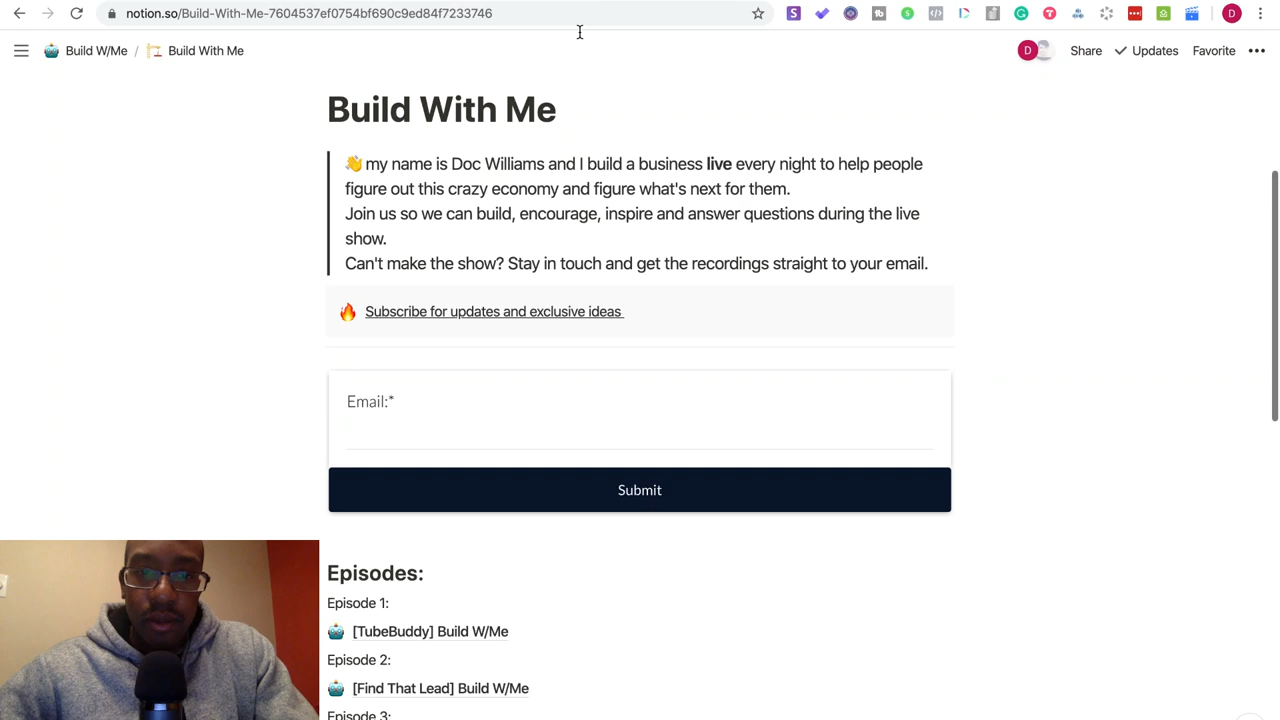 notion.so/Build-With-Me-7604537ef0754bf690c9ed84f7233746
Build W/Me / Build With Me
D Share Updates Favorite
Build With Me
my name is Doc Williams and I build a business live every night to help people
figure out this crazy economy and figure what's next for them.
Join us so we can build, encourage, inspire and answer questions during the live
show.
Can't make the show? Stay in touch and get the recordings straight to your email.
Subscribe for updates and exclusive ideas
Email:*
Submit
Episodes:
Episode 1:
[TubeBuddy] Build W/Me
Episode 2:
[Find That Lead] Build W/Me
Episode 3: